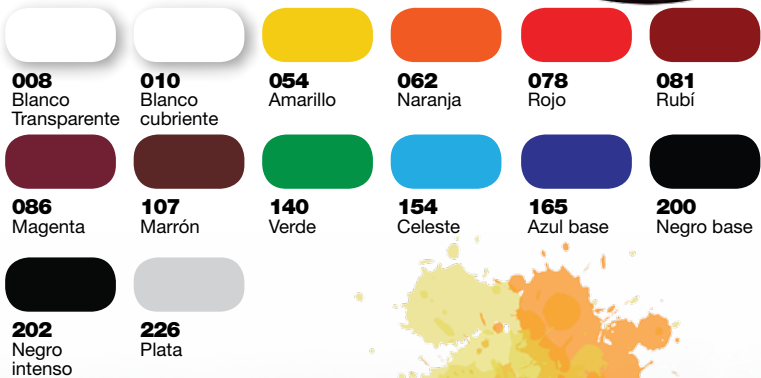 008
Blanco
Transparente
010
Blanco
cubriente
054
Amarillo
062
Naranja
078
Rojo
081
Rubí
086
Magenta
107
Marrón
140
Verde
154
Celeste
165
Azul base
200
Negro base
202
Negro
intenso
226
Plata